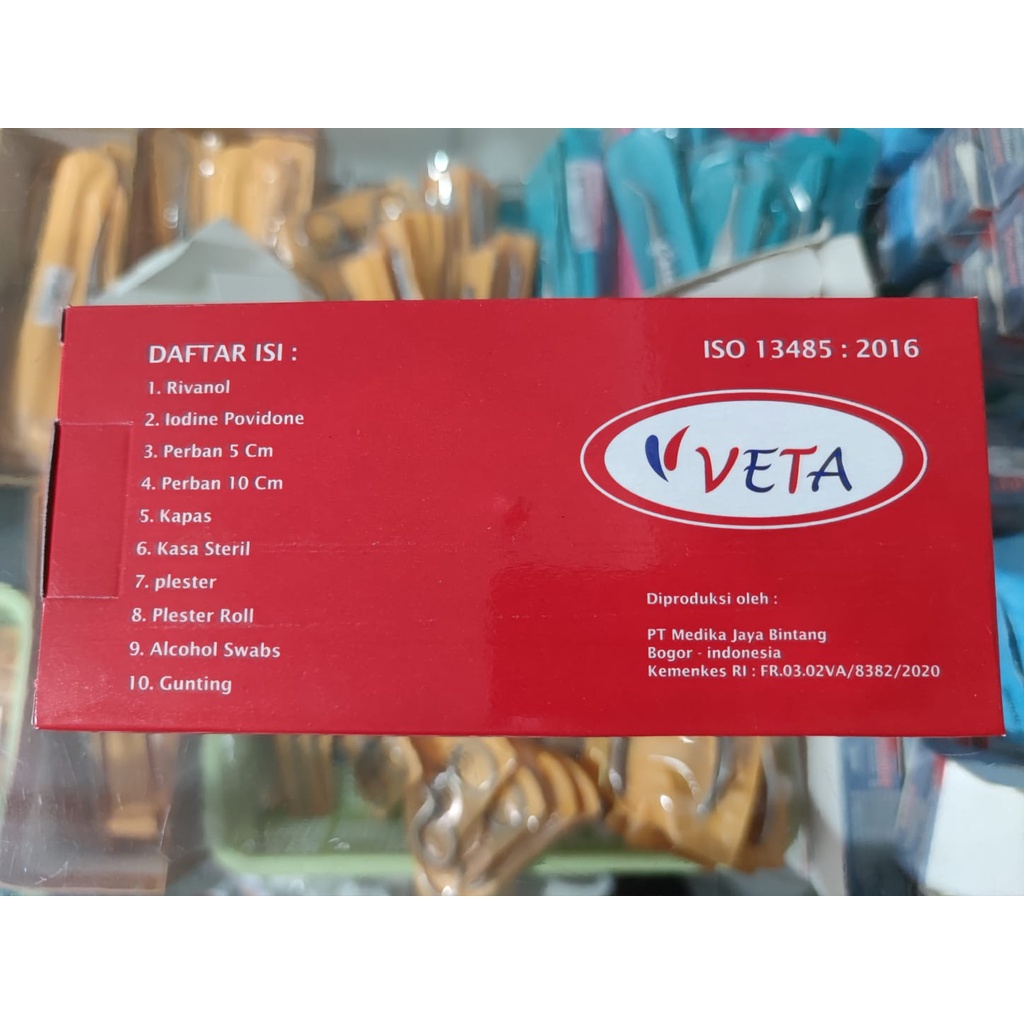 DAFTAR ISI :
1. Rivanol
2. Iodine Povidone
3. Perban 5 Cm
4. Perban 10 Cm
5. Kapas
6. Kasa Steril
7. plester
8. Plester Roll
9. Alcohol Swabs
10. Gunting
ISO 13485 : 2016
VETA
Diproduksi oleh :
PT Medika Jaya Bintang
Bogor - indonesia
Kemenkes RI : FR.03.02VA/8382/2020